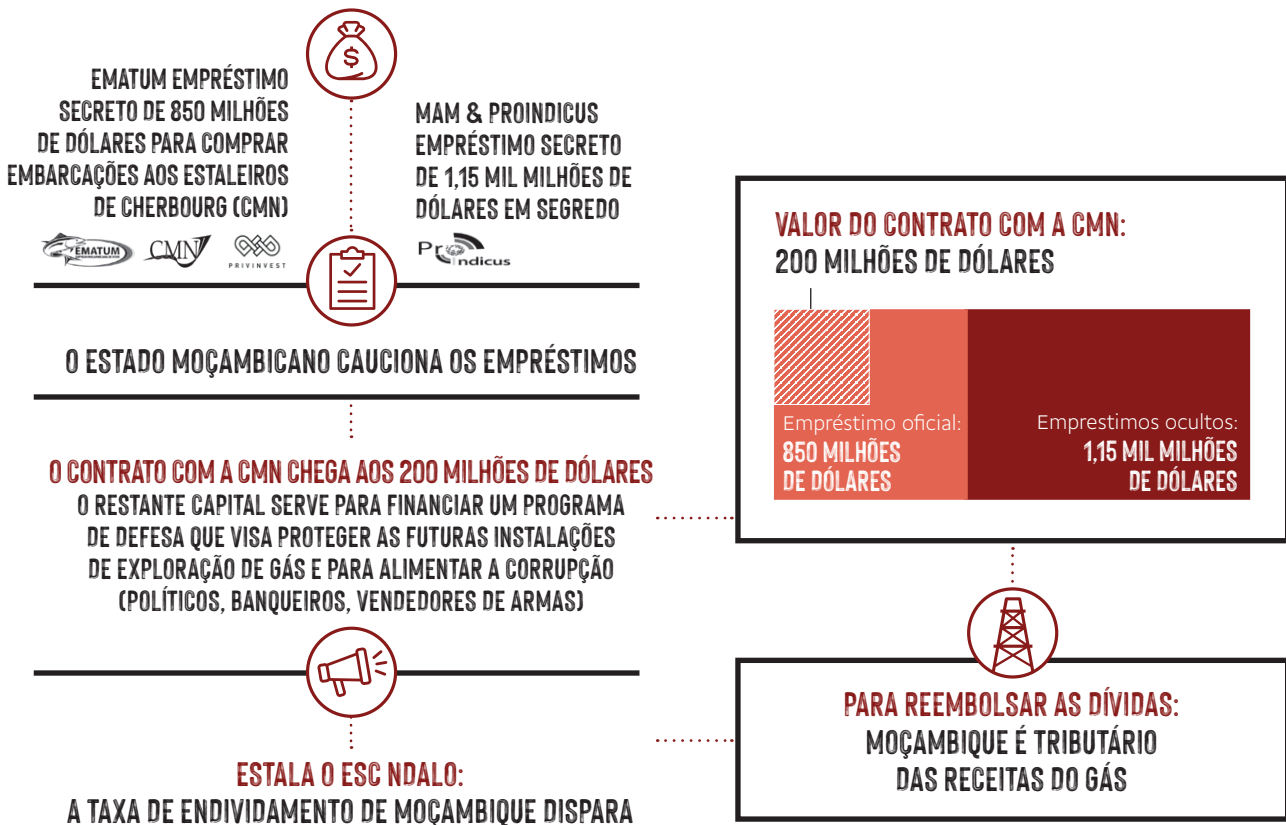 EMATUM EMPRÉSTIMO
SECRETO DE 850 MILHÕES
DE DÓLARES PARA COMPRAR
EMBARCAÇÕES AOS ESTALEIROS
DE CHERBOURG (CMN)
EMATUM
CMN
PRIVINVEST
MAM & PROINDICUS
EMPRÉSTIMO SECRETO
DE 1,15 MIL MILHÕES DE
DÓLARES EM SEGREDO
Proindicus
O ESTADO MOÇAMBICANO CAUCIONA OS EMPRÉSTIMOS
O CONTRATO COM A CMN CHEGA AOS 200 MILHÕES DE DÓLARES
O RESTANTE CAPITAL SERVE PARA FINANCIAR UM PROGRAMA
DE DEFESA QUE VISA PROTEGER AS FUTURAS INSTALAÇÕES
DE EXPLORAÇÃO DE GÁS E PARA ALIMENTAR A CORRUPÇÃO
(POLÍTICOS, BANQUEIROS, VENDEDORES DE ARMAS)
ESTALA O ESC NDALO:
A TAXA DE ENDIVIDAMENTO DE MOÇAMBIQUE DISPARA
VALOR DO CONTRATO COM A CMN:
200 MILHÕES DE DÓLARES
Empréstimo oficial:
850 MILHÕES
DE DÓLARES
Emprestimos ocultos:
1,15 MIL MILHÕES
DE DÓLARES
PARA REEMBOLSAR AS DÍVIDAS:
MOÇAMBIQUE É TRIBUTÁRIO
DAS RECEITAS DO GÁS